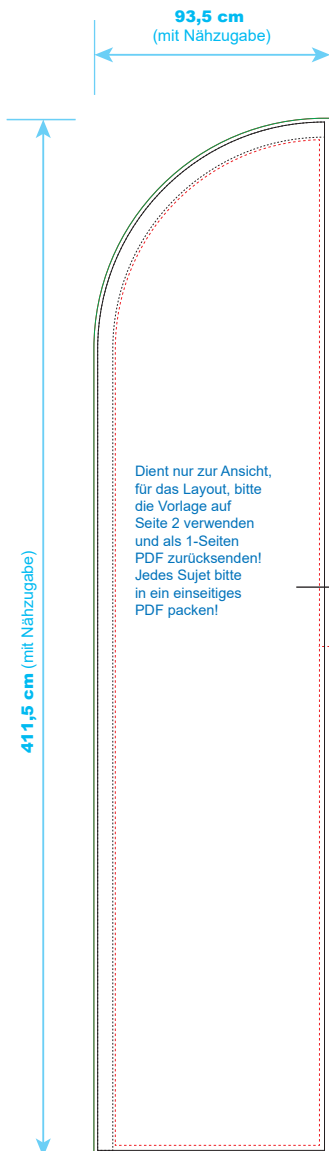 93,5 cm
(mit Nähzugabe)
Dient nur zur Ansicht,
für das Layout, bitte
die Vorlage auf
Seite 2 verwenden
und als 1-Seiten
PDF zurücksenden!
Jedes Sujet bitte
in ein einseitiges
PDF packen!
411,5 cm (mit Nähzugabe)